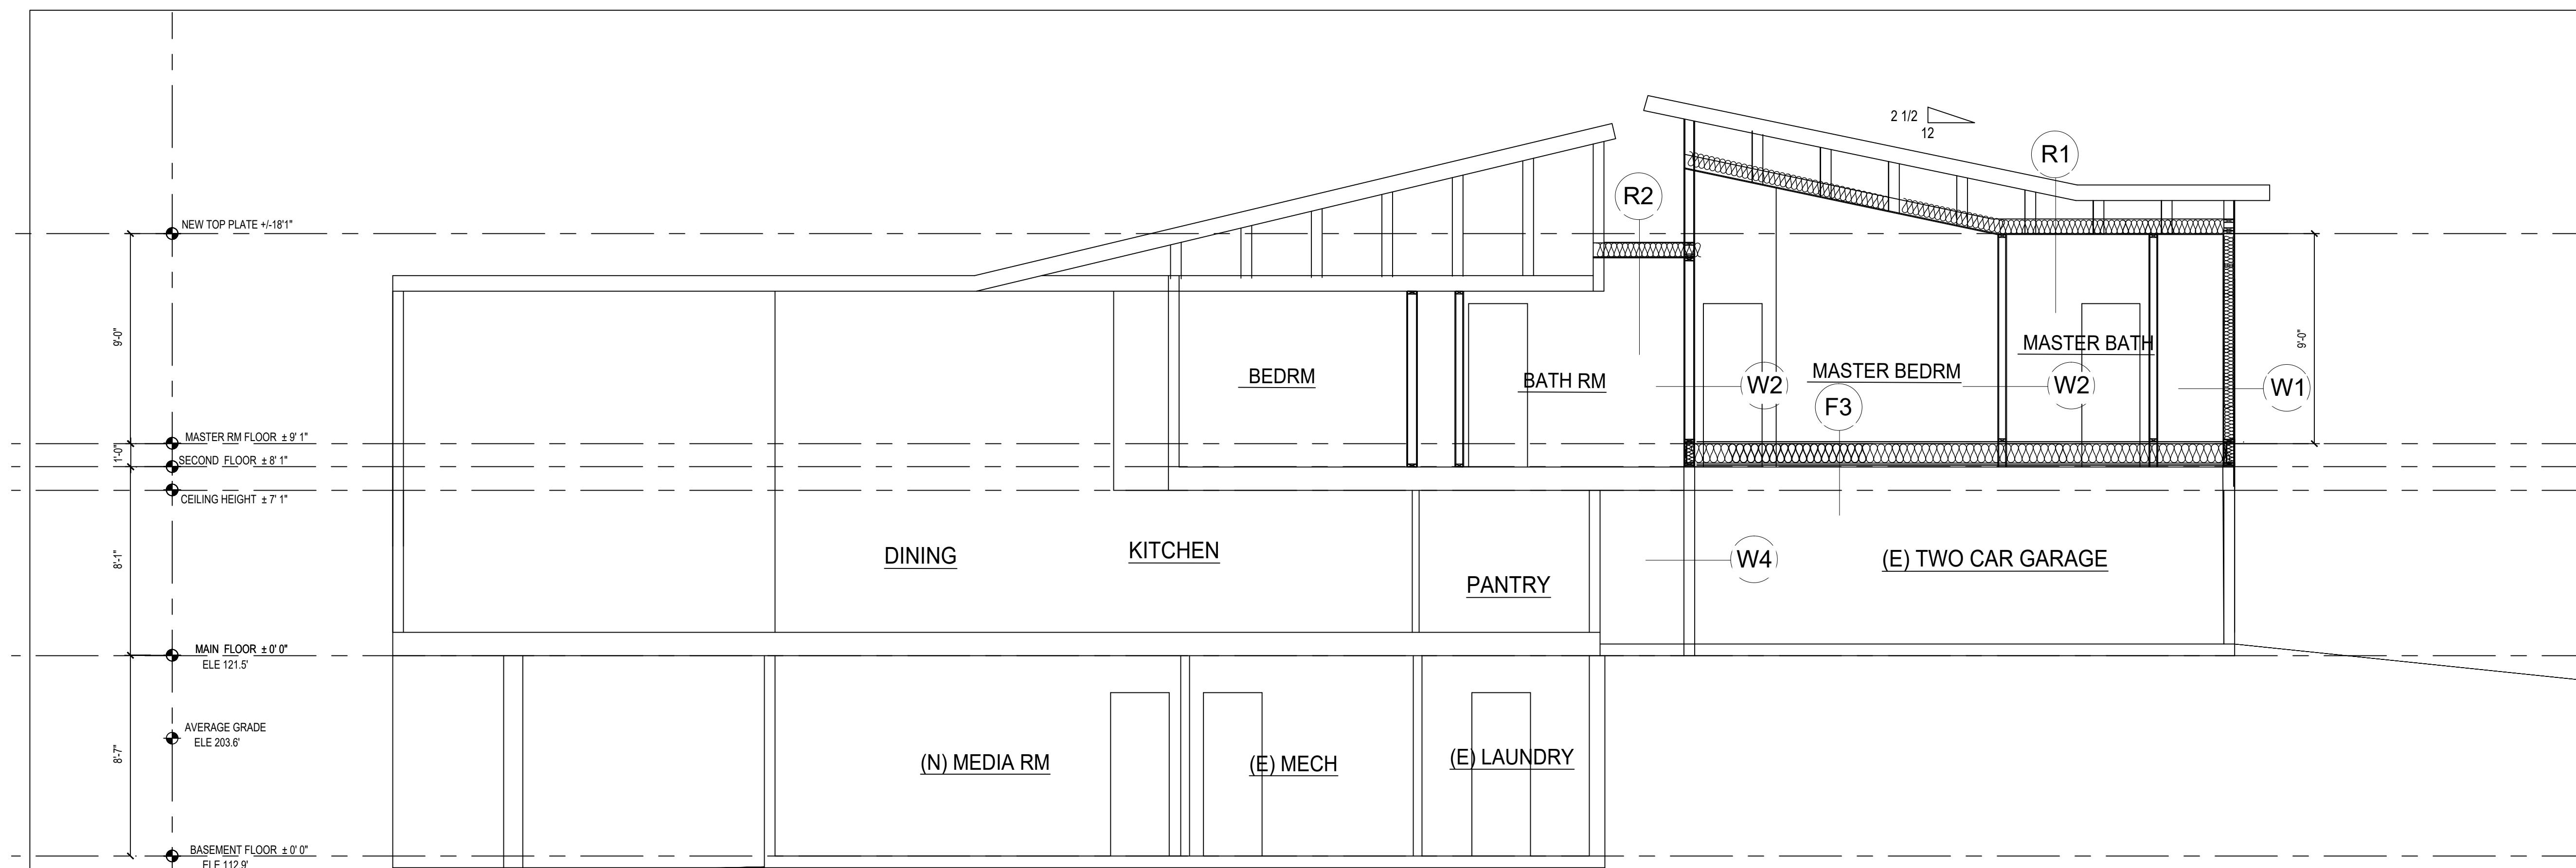 2 1/2
12
R1
R2
NEW TOP PLATE +/-18'1"
9'-0"
9'-0"
MASTER BATH
BEDRM
BATH RM
W2
MASTER BEDRM
W2
W1
F3
MASTER RM FLOOR ± 9' 1"
1'-0"
SECOND FLOOR ± 8' 1"
CEILING HEIGHT ± 7' 1"
8'-1"
DINING
KITCHEN
W4
(E) TWO CAR GARAGE
PANTRY
MAIN FLOOR ± 0' 0"
ELE 121.5'
AVERAGE GRADE
ELE 203.6'
8'-7"
(N) MEDIA RM
(E) MECH
(E) LAUNDRY
BASEMENT FLOOR ± 0' 0"
ELE 112.9'